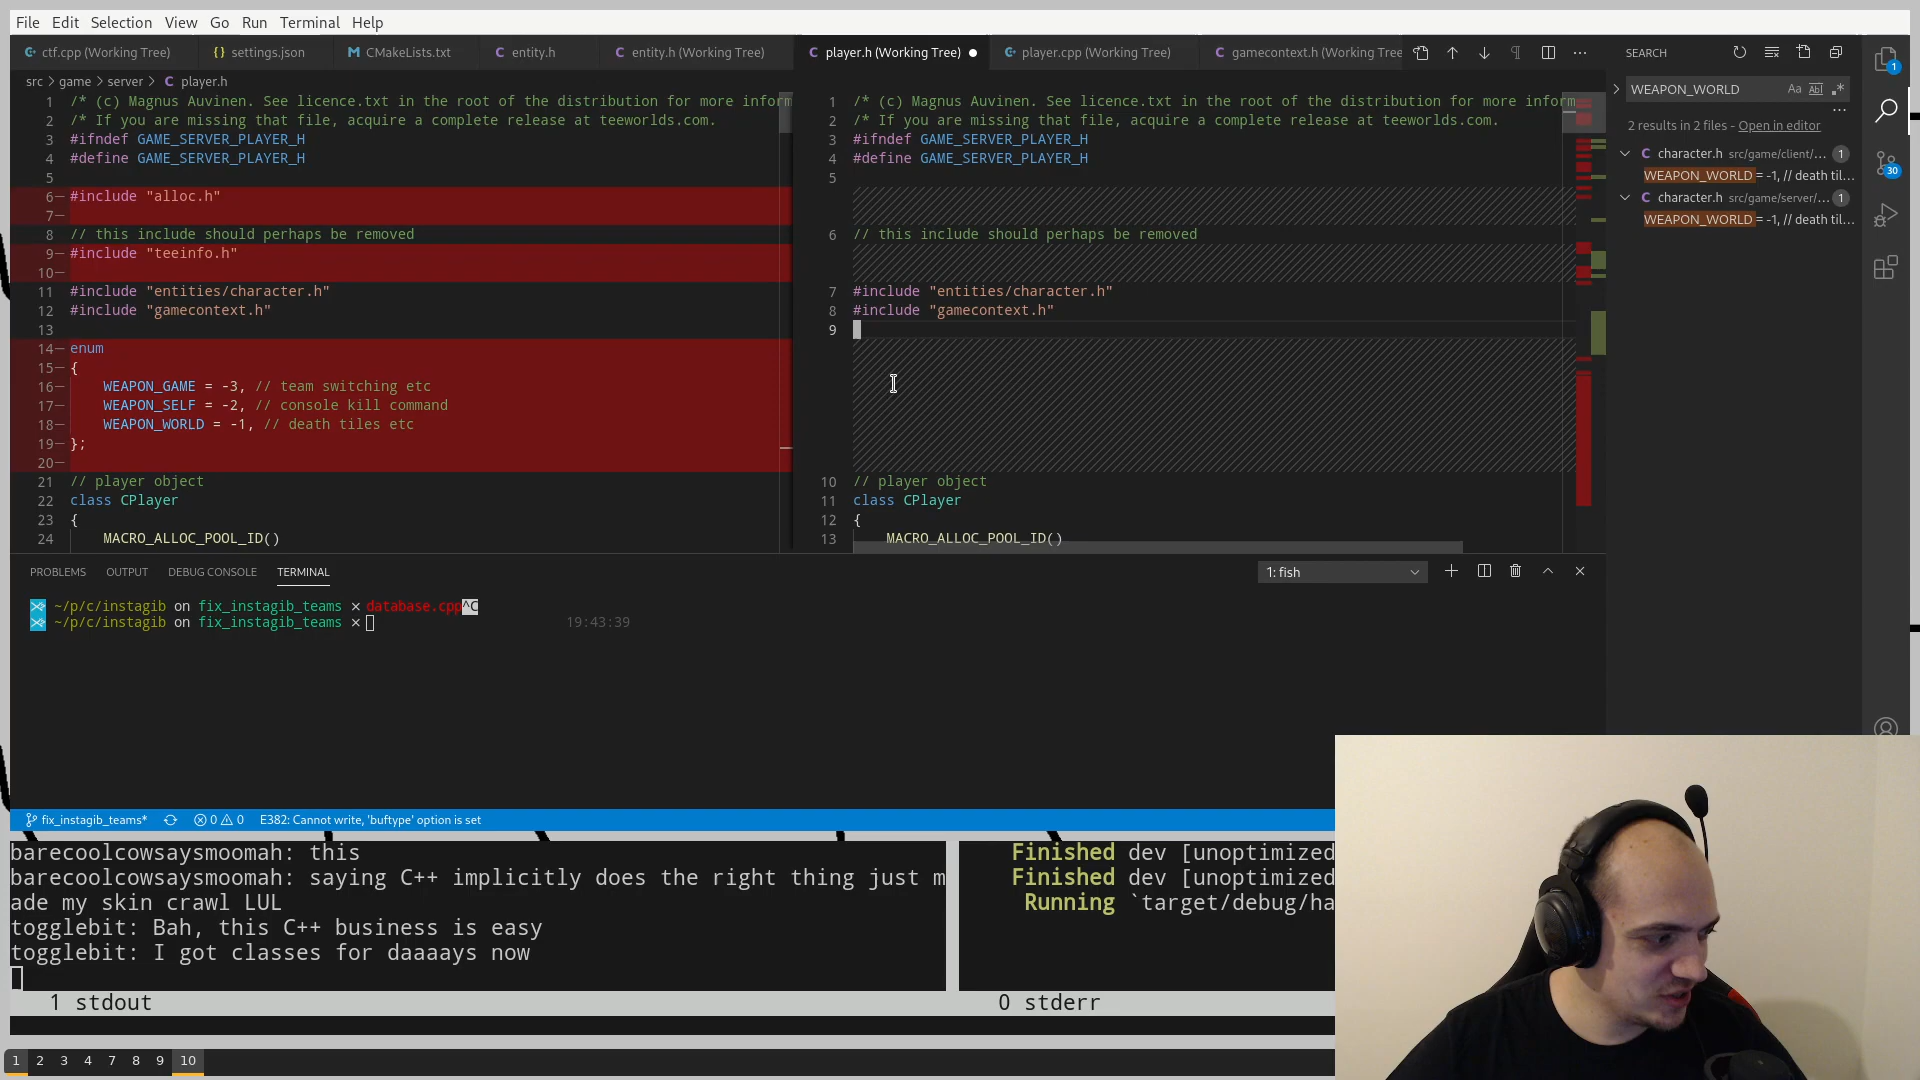 File Edit Selection View Go Run Terminal Help
ctf.cpp (Working Tree) settings.json CMakeLists.txt entity.h entity.h (Working Tree) player.h (Working Tree) player.cpp (Working Tree) gamecontext.h (Working Tree
src > game > server > player.h
1 /* (c) Magnus Auvinen. See licence.txt in the root of the distribution for more inform
2 /* If you are missing that file, acquire a complete release at teeworlds.com.
3 #ifndef GAME_SERVER_PLAYER_H
4 #define GAME_SERVER_PLAYER_H
5
6— #include "alloc.h"
7—
8 // this include should perhaps be removed
9— #include "teeinfo.h"
10—
11 #include "entities/character.h"
12 #include "gamecontext.h"
13
14— enum
15— {
16— WEAPON_GAME = -3, // team switching etc
17— WEAPON_SELF = -2, // console kill command
18— WEAPON_WORLD = -1, // death tiles etc
19— };
20—
21 // player object
22 class CPlayer
23 {
24 MACRO_ALLOC_POOL_ID()
1 /* (c) Magnus Auvinen. See licence.txt in the root of the distribution for more inform
2 /* If you are missing that file, acquire a complete release at teeworlds.com.
3 #ifndef GAME_SERVER_PLAYER_H
4 #define GAME_SERVER_PLAYER_H
5
6 // this include should perhaps be removed
7 #include "entities/character.h"
8 #include "gamecontext.h"
9
10 // player object
11 class CPlayer
12 {
13 MACRO_ALLOC_POOL_ID()
SEARCH
WEAPON_WORLD Aa Abl .*
2 results in 2 files - Open in editor
character.h src/game/client/... 1
WEAPON_WORLD = -1, // death til...
character.h src/game/server/... 1
WEAPON_WORLD = -1, // death til...
1
30
PROBLEMS OUTPUT DEBUG CONSOLE TERMINAL
1: fish
~/p/c/instagib on fix_instagib_teams × database.cpp^C
~/p/c/instagib on fix_instagib_teams × 19:43:39
fix_instagib_teams* 0 0 E382: Cannot write, 'buftype' option is set
barecoolcowsaysmoomah: this
barecoolcowsaysmoomah: saying C++ implicitly does the right thing just m
ade my skin crawl LUL
togglebit: Bah, this C++ business is easy
togglebit: I got classes for daaaays now
1 stdout
Finished dev [unoptimized
Finished dev [unoptimized
Running `target/debug/ha
0 stderr
1 2 3 4 7 8 9 10